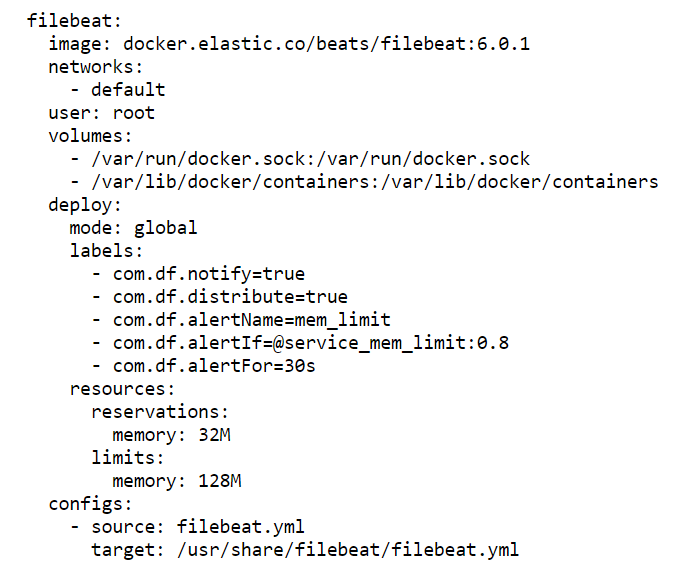 filebeat:
  image: docker.elastic.co/beats/filebeat:6.0.1
  networks:
    - default
  user: root
  volumes:
    - /var/run/docker.sock:/var/run/docker.sock
    - /var/lib/docker/containers:/var/lib/docker/containers
  deploy:
    mode: global
    labels:
      - com.df.notify=true
      - com.df.distribute=true
      - com.df.alertName=mem_limit
      - com.df.alertIf=@service_mem_limit:0.8
      - com.df.alertFor=30s
    resources:
      reservations:
        memory: 32M
      limits:
        memory: 128M
  configs:
    - source: filebeat.yml
      target: /usr/share/filebeat/filebeat.yml